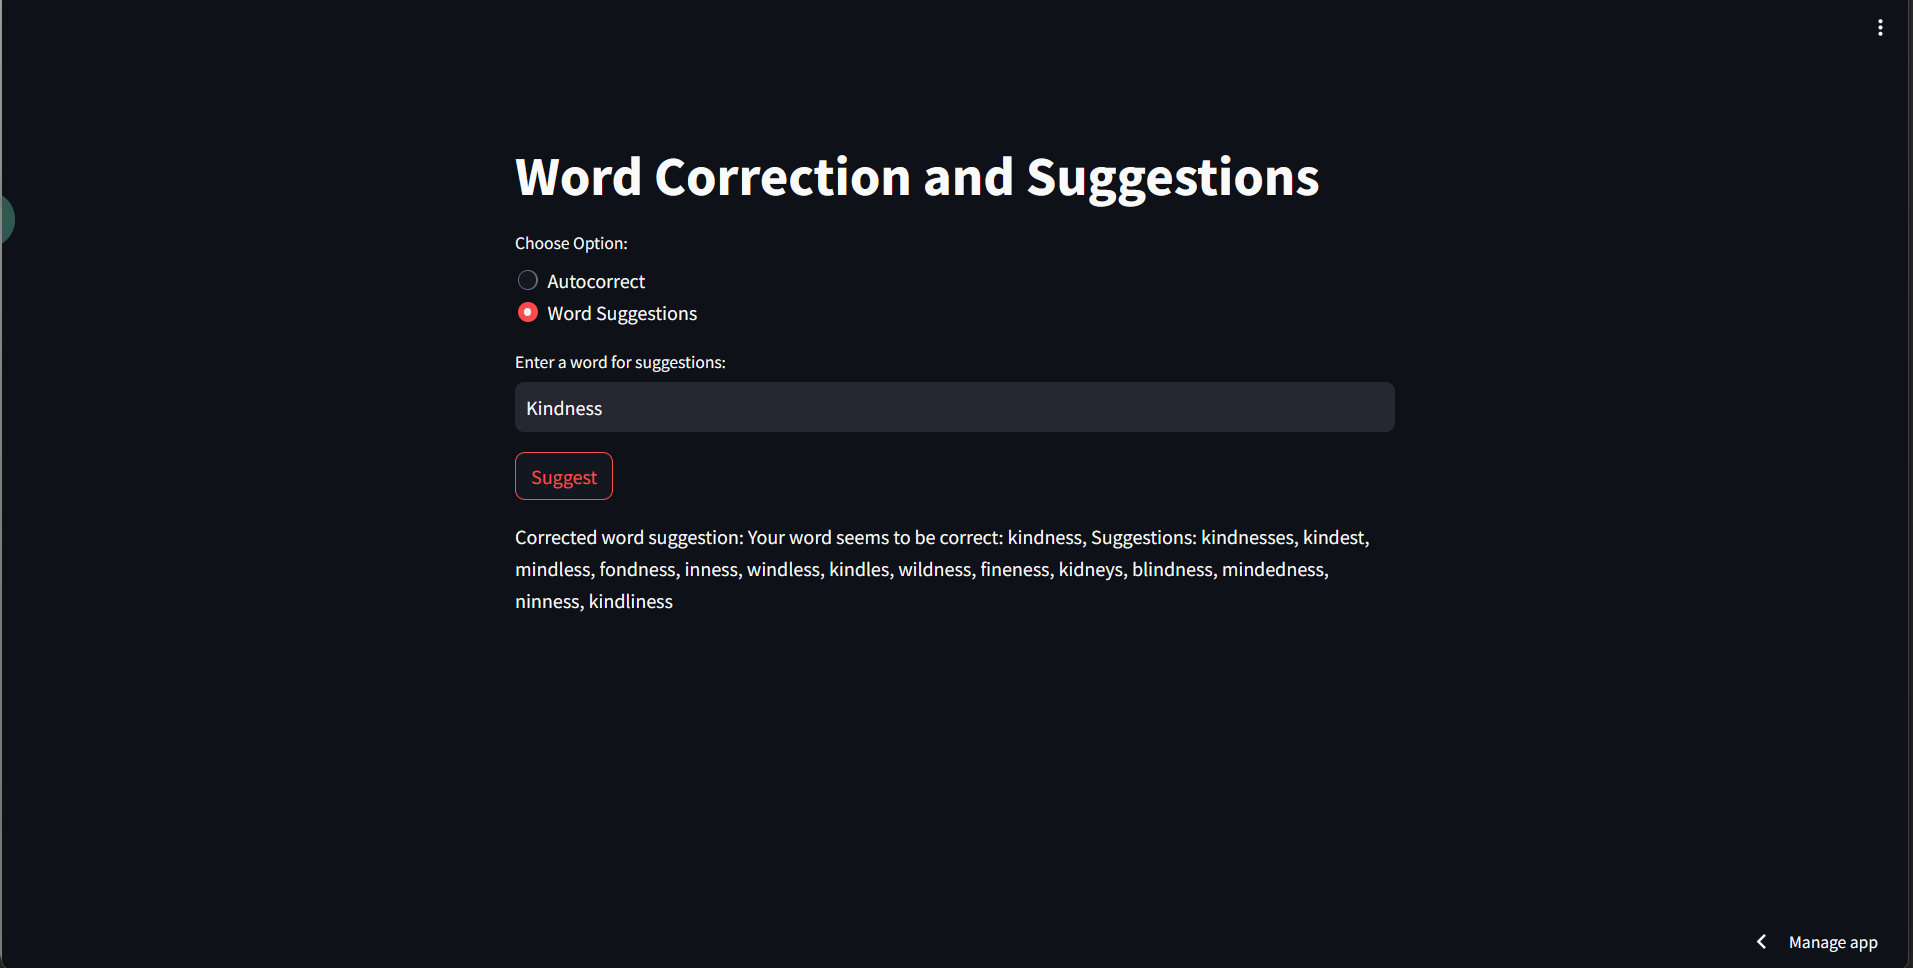 Word Correction and Suggestions
Choose Option:
Autocorrect
Word Suggestions
Enter a word for suggestions:
Kindness
Suggest
Corrected word suggestion: Your word seems to be correct: kindness, Suggestions: kindnesses, kindest,
mindless, fondness, inness, windless, kindles, wildness, fineness, kidneys, blindness, mindedness,
ninness, kindliness
Manage app